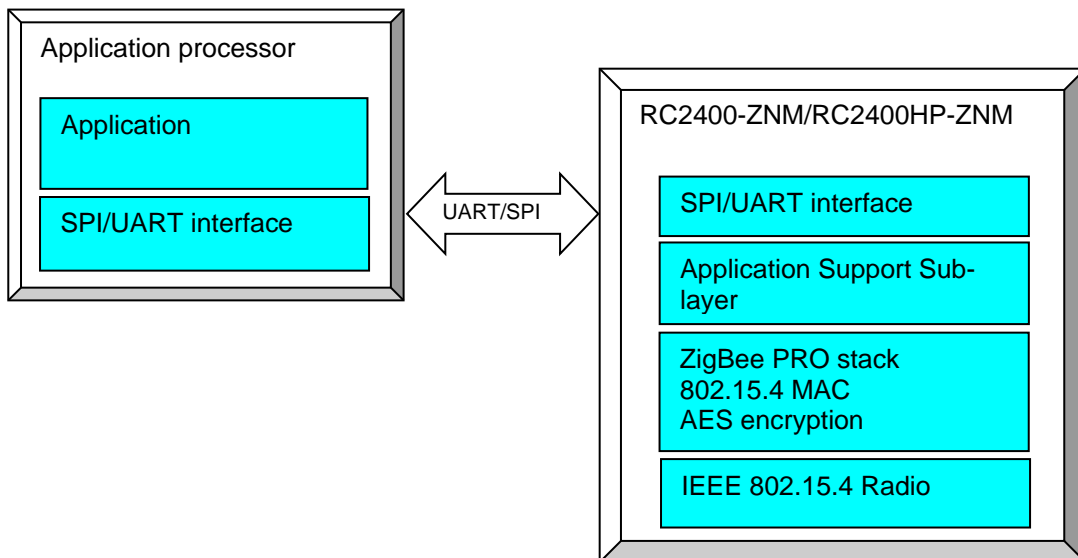 Application processor
Application
SPI/UART interface
UART/SPI
RC2400-ZNM/RC2400HP-ZNM
SPI/UART interface
Application Support Sub-
layer
ZigBee PRO stack
802.15.4 MAC
AES encryption
IEEE 802.15.4 Radio